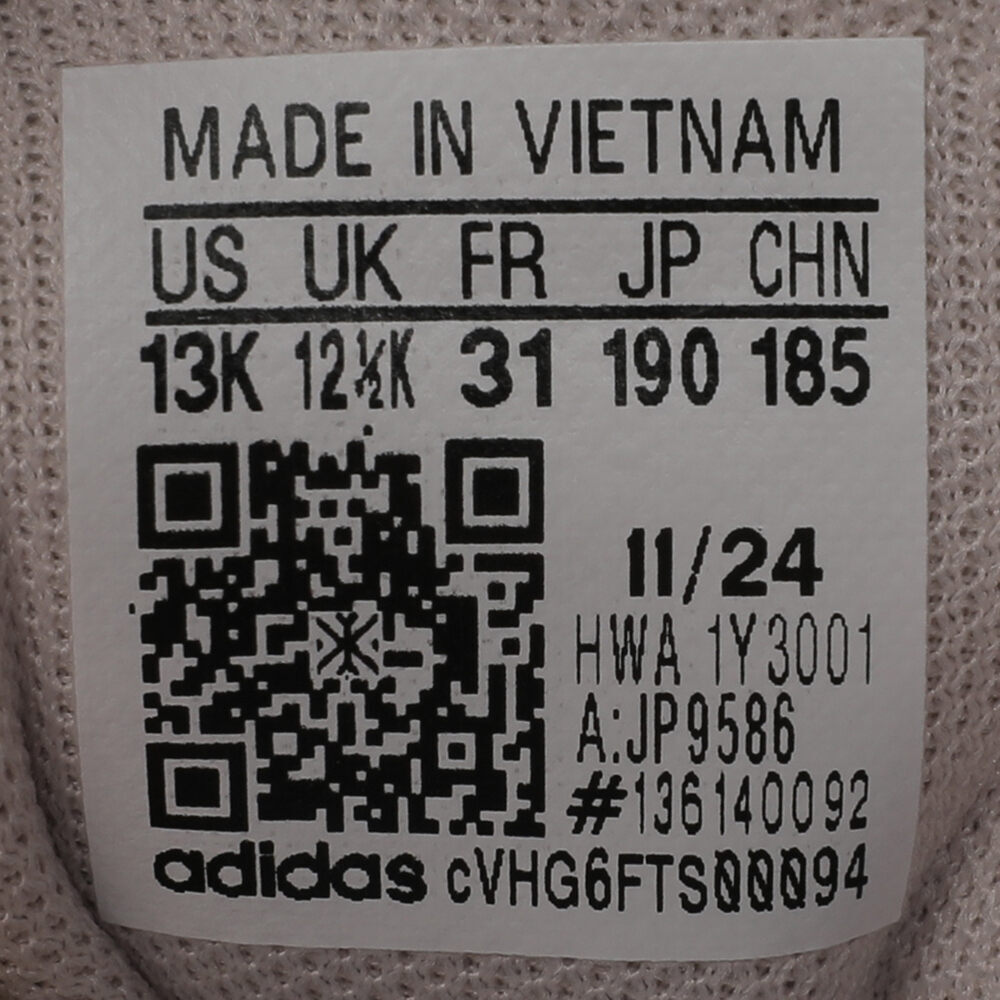 MADE IN VIETNAM
US UK FR JP CHN
13K 12½K 31 190 185
11/24
HWA 1Y3001
A:JP9586
#136140092
adidas cVHG6FTS00094